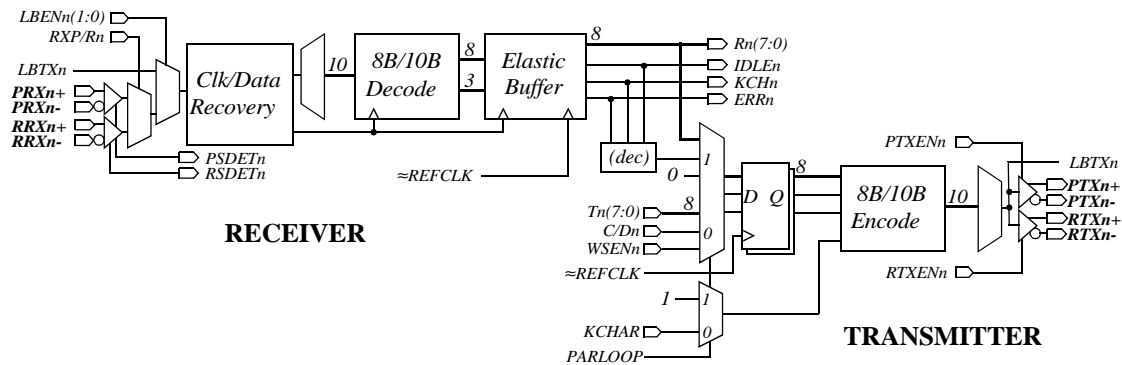 LBENn(1:0)
RXP/Rn
LBTXn
PRXn+
PRXn-
RRXn+
RRXn-
Clk/Data
Recovery
PSDETn
RSDETn
10
8B/10B
Decode
8
3
Elastic
Buffer
8
Rn(7:0)
IDLEn
KCHn
ERRn
≈REFCLK
RECEIVER
(dec)
1
0
8
Tn(7:0)
C/Dn
WSENn
0
≈REFCLK
D Q
8
8B/10B
Encode
10
PTXENn
LBTXn
PTXn+
PTXn-
RTXn+
RTXn-
RTXENn
1
1
KCHAR
0
PARLOOP
TRANSMITTER